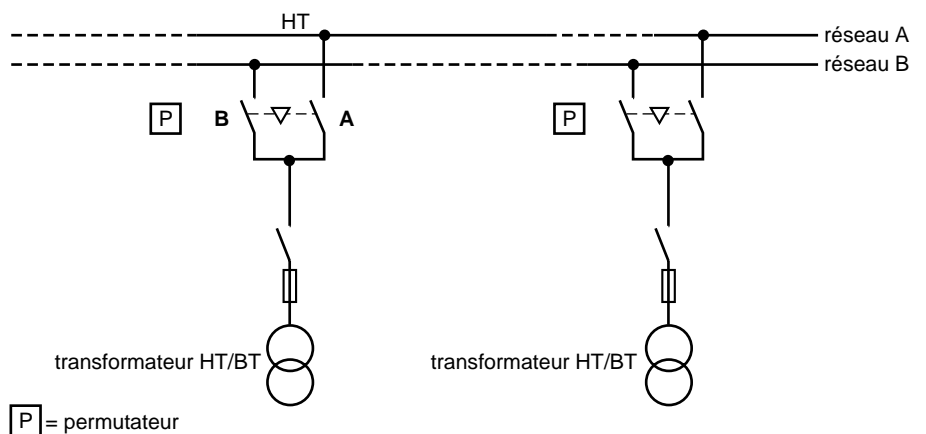 HT
réseau A
réseau B
P
B
A
P
transformateur HT/BT
transformateur HT/BT
P = permutateur